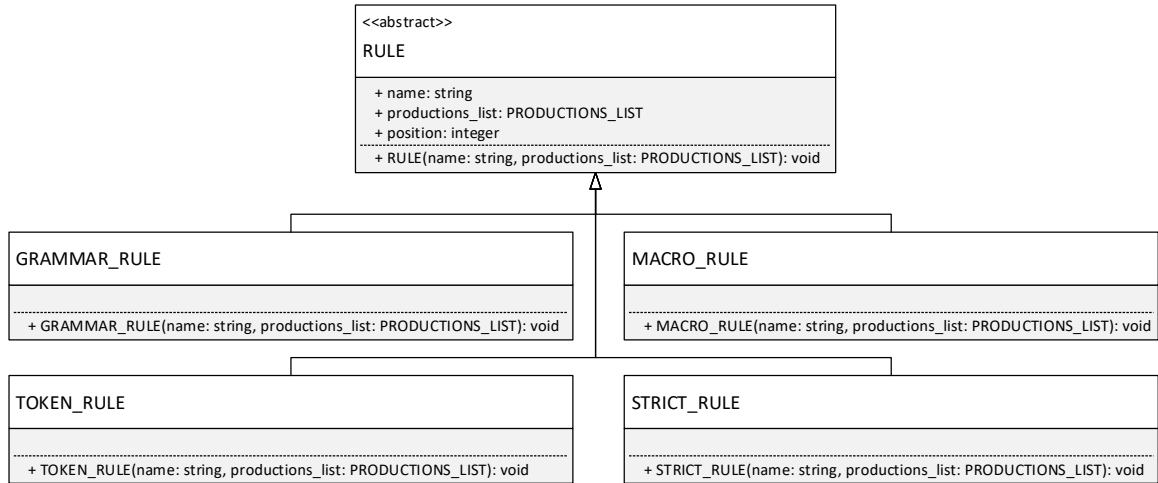 <<abstract>>
RULE
+ name: string
+ productions_list: PRODUCTIONS_LIST
+ position: integer
+ RULE(name: string, productions_list: PRODUCTIONS_LIST): void
GRAMMAR_RULE
+ GRAMMAR_RULE(name: string, productions_list: PRODUCTIONS_LIST): void
MACRO_RULE
+ MACRO_RULE(name: string, productions_list: PRODUCTIONS_LIST): void
TOKEN_RULE
+ TOKEN_RULE(name: string, productions_list: PRODUCTIONS_LIST): void
STRICT_RULE
+ STRICT_RULE(name: string, productions_list: PRODUCTIONS_LIST): void